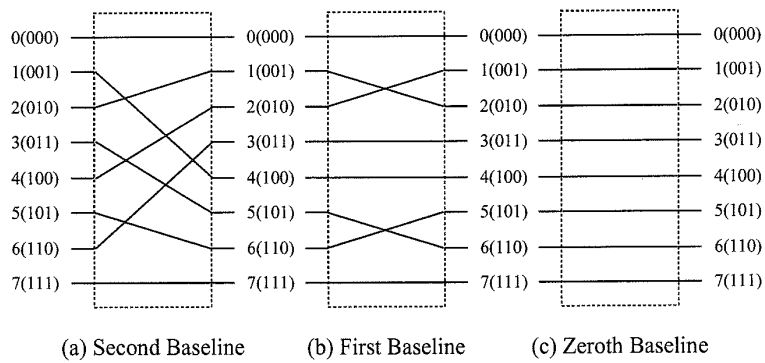 0(000) 0(000) 0(000) 0(000)
1(001) 1(001) 1(001) 1(001)
2(010) 2(010) 2(010) 2(010)
3(011) 3(011) 3(011) 3(011)
4(100) 4(100) 4(100) 4(100)
5(101) 5(101) 5(101) 5(101)
6(110) 6(110) 6(110) 6(110)
7(111) 7(111) 7(111) 7(111)
(a) Second Baseline (b) First Baseline (c) Zeroth Baseline